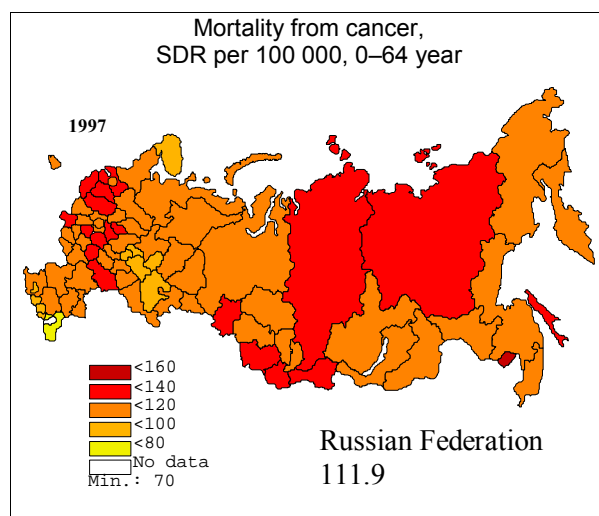 Mortality from cancer,
SDR per 100 000, 0–64 year
1997
<160
<140
<120
<100
<80
No data
Min.: 70
Russian Federation
111.9